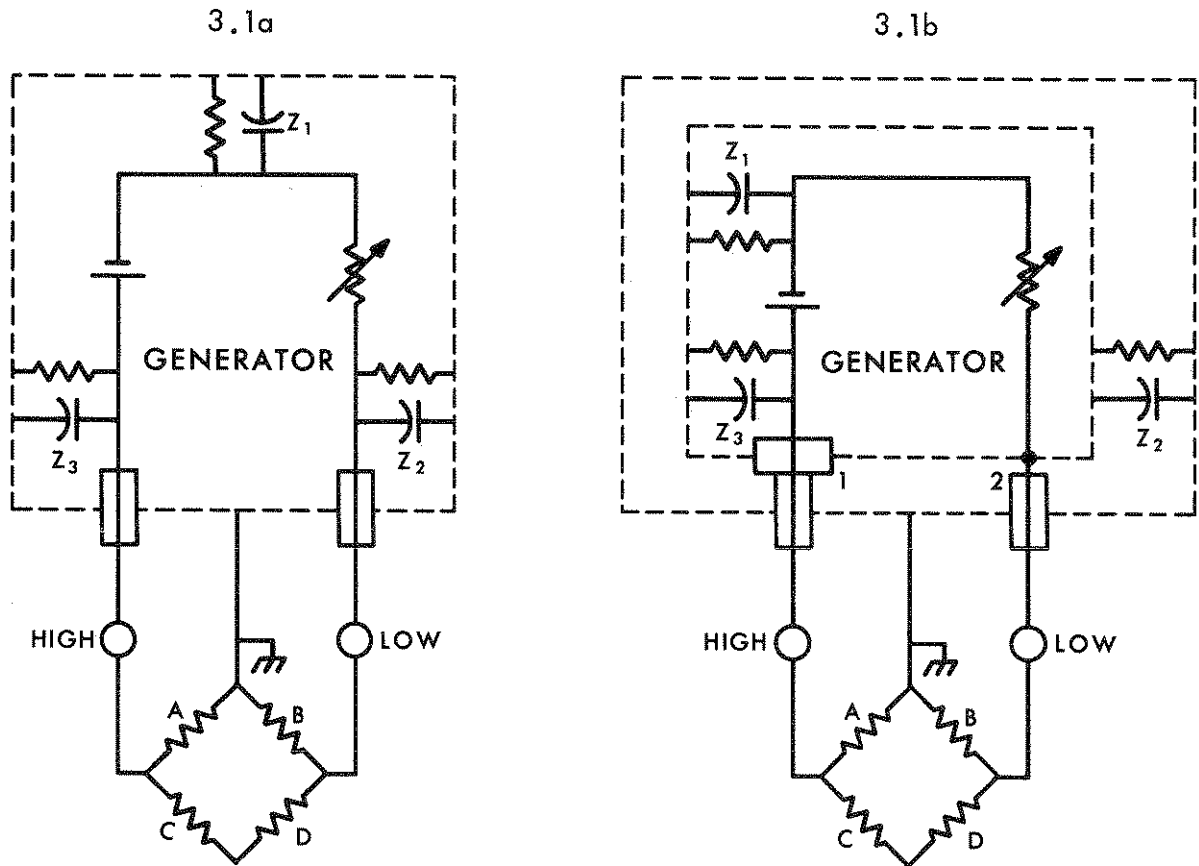 3.1a
Z1
GENERATOR
Z3
Z2
HIGH
LOW
A
B
C
D
3.1b
Z1
GENERATOR
Z3
Z2
1
2
HIGH
LOW
A
B
C
D